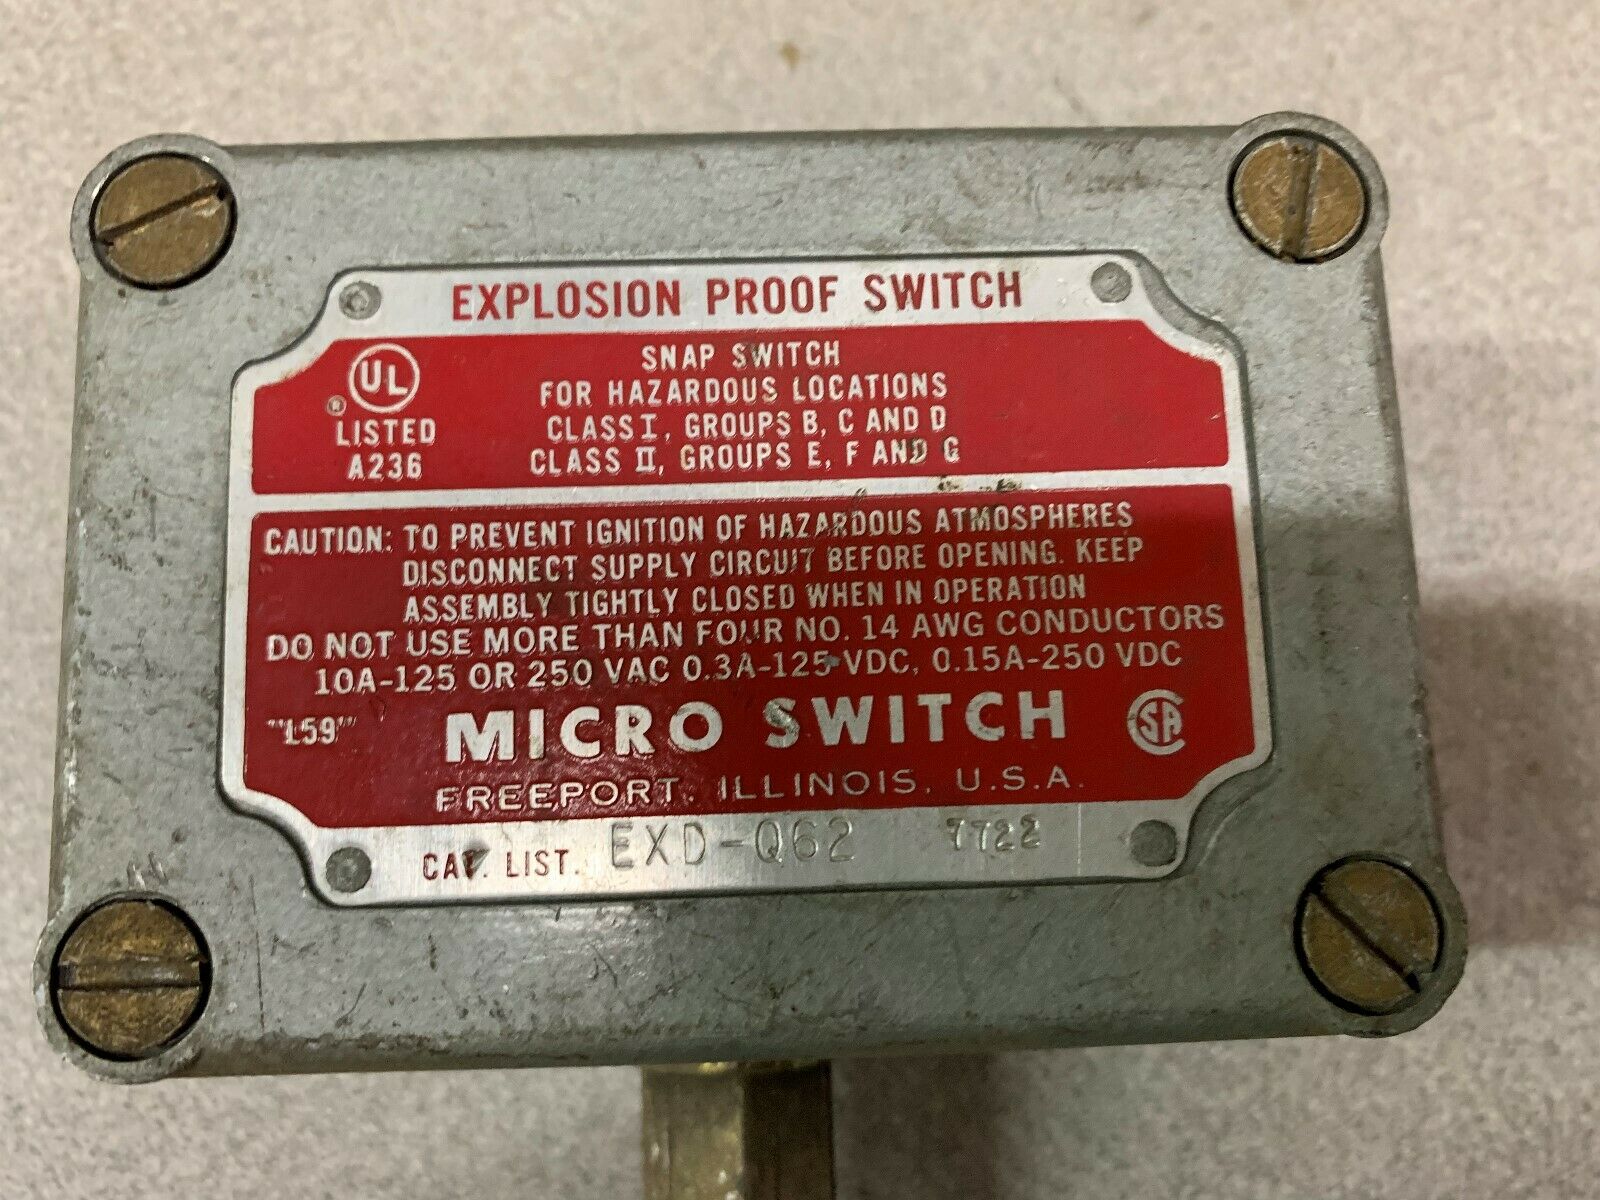 EXPLOSION PROOF SWITCH
UL
®
LISTED
A236
SNAP SWITCH
FOR HAZARDOUS LOCATIONS
CLASS I, GROUPS B, C AND D
CLASS II, GROUPS E, F AND G
CAUTION: TO PREVENT IGNITION OF HAZARDOUS ATMOSPHERES
DISCONNECT SUPPLY CIRCUIT BEFORE OPENING. KEEP
ASSEMBLY TIGHTLY CLOSED WHEN IN OPERATION
DO NOT USE MORE THAN FOUR NO. 14 AWG CONDUCTORS
10A-125 OR 250 VAC 0.3A-125 VDC, 0.15A-250 VDC
"L59" MICRO SWITCH CSA
FREEPORT, ILLINOIS, U.S.A.
CAT. LIST. EXD-Q62 7722